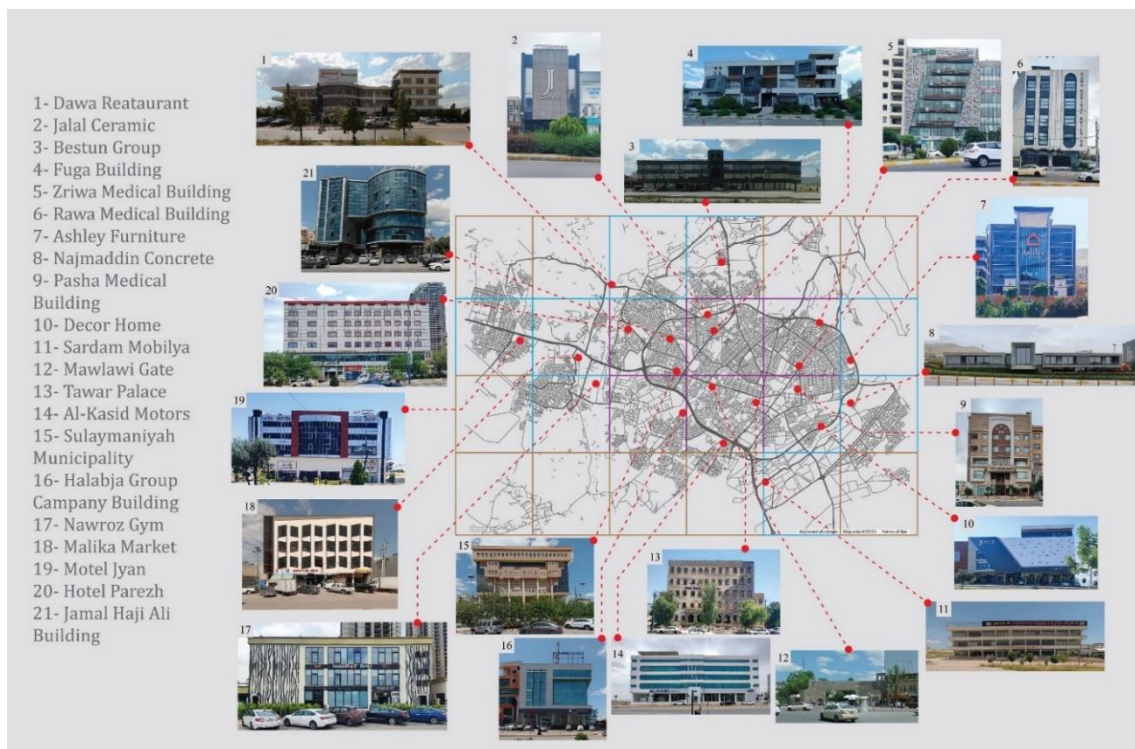 1- Dawa Reataurant
2- Jalal Ceramic
3- Bestun Group
4- Fuga Building
5- Zriwa Medical Building
6- Rawa Medical Building
7- Ashley Furniture
8- Najmaddin Concrete
9- Pasha Medical
Building
10- Decor Home
11- Sardam Mobilya
12- Mawlawi Gate
13- Tawar Palace
14- Al-Kasid Motors
15- Sulaymaniyah
Municipality
16- Halabja Group
Campany Building
17- Nawroz Gym
18- Malika Market
19- Motel Jyan
20- Hotel Parezh
21- Jamal Haji Ali
Building
1
2
3
4
5
6
7
8
9
10
11
12
13
14
15
16
17
18
19
20
21
J